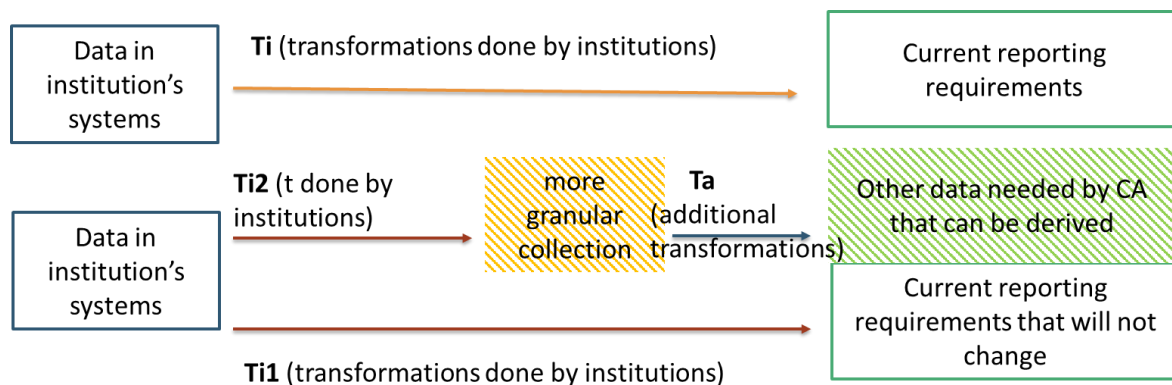 Data in
institution's
systems
Ti (transformations done by institutions)
Current reporting
requirements
Ti2 (t done by
institutions)
more
granular
collection
Ta
(additional
transformations)
Other data needed by CA
that can be derived
Data in
institution's
systems
Current reporting
requirements that will not
change
Ti1 (transformations done by institutions)